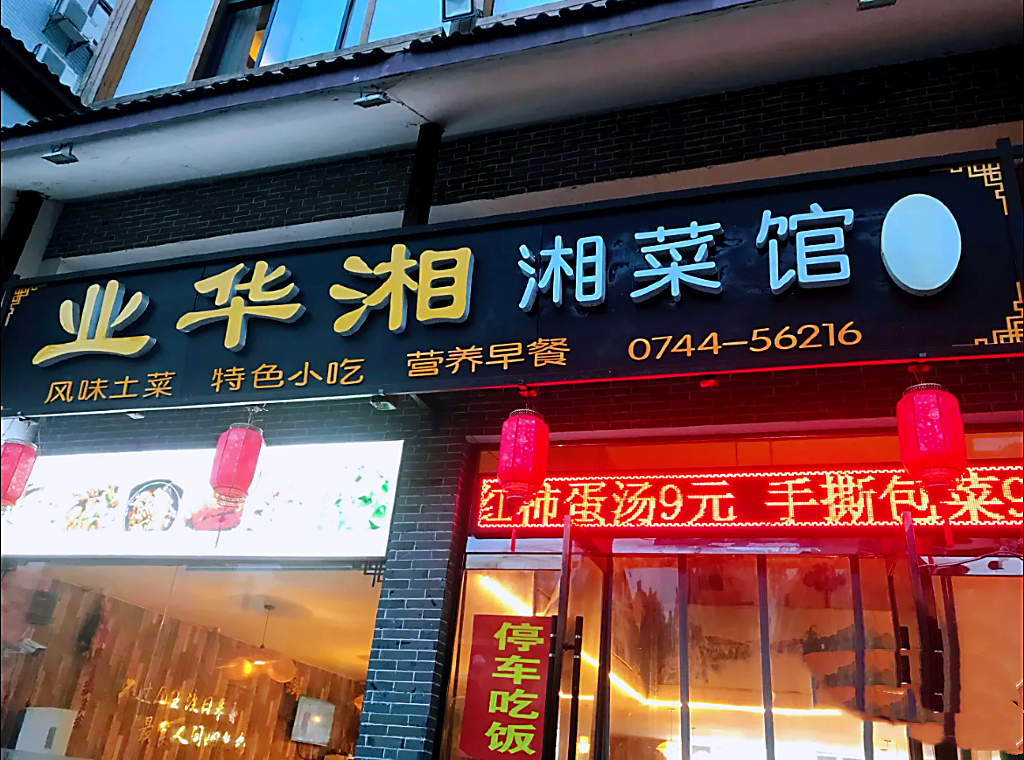 业华湘 湘菜馆
风味土菜 特色小吃 营养早餐 0744-56216
红柿蛋汤9元 手撕包菜9
停车吃饭